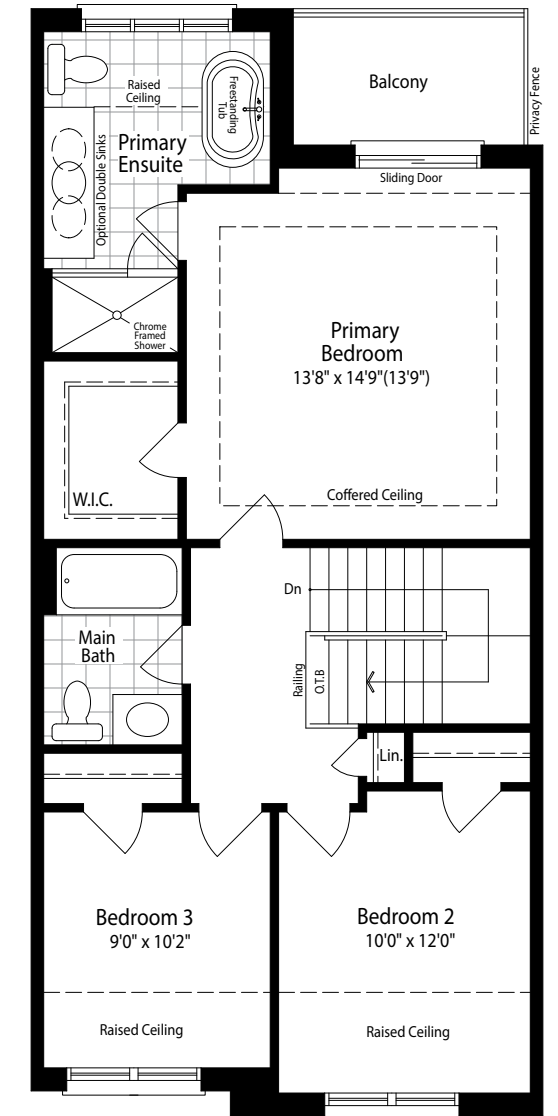 Balcony
Privacy Fence
Raised
Ceiling
Freestanding
Tub
Primary
Ensuite
Optional Double Sinks
Sliding Door
Chrome
Framed
Shower
Primary
Bedroom
13'8" x 14'9"(13'9")
W.I.C.
Coffered Ceiling
Dn
Main
Bath
Railing
O.T.B
Lin.
Bedroom 3
9'0" x 10'2"
Bedroom 2
10'0" x 12'0"
Raised Ceiling
Raised Ceiling